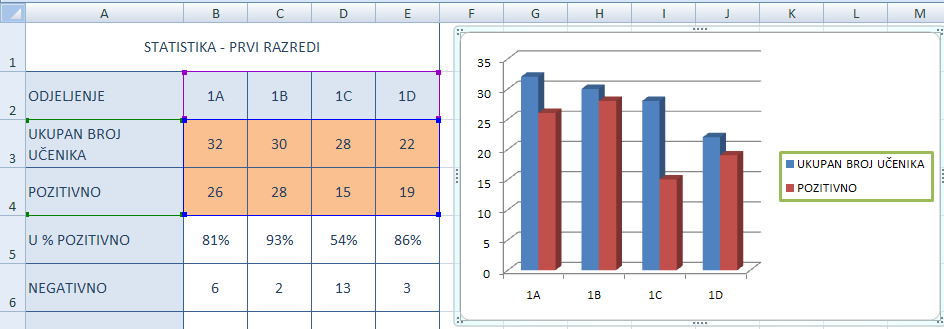 A B C D E F G H I J K L M
1 STATISTIKA - PRVI RAZREDI
2 ODJELJENJE 1A 1B 1C 1D
3 UKUPAN BROJ
UČENIKA 32 30 28 22
4 POZITIVNO 26 28 15 19
5 U % POZITIVNO 81% 93% 54% 86%
6 NEGATIVNO 6 2 13 3
35
30
25
20
15
10
5
0
1A 1B 1C 1D
UKUPAN BROJ UČENIKA
POZITIVNO